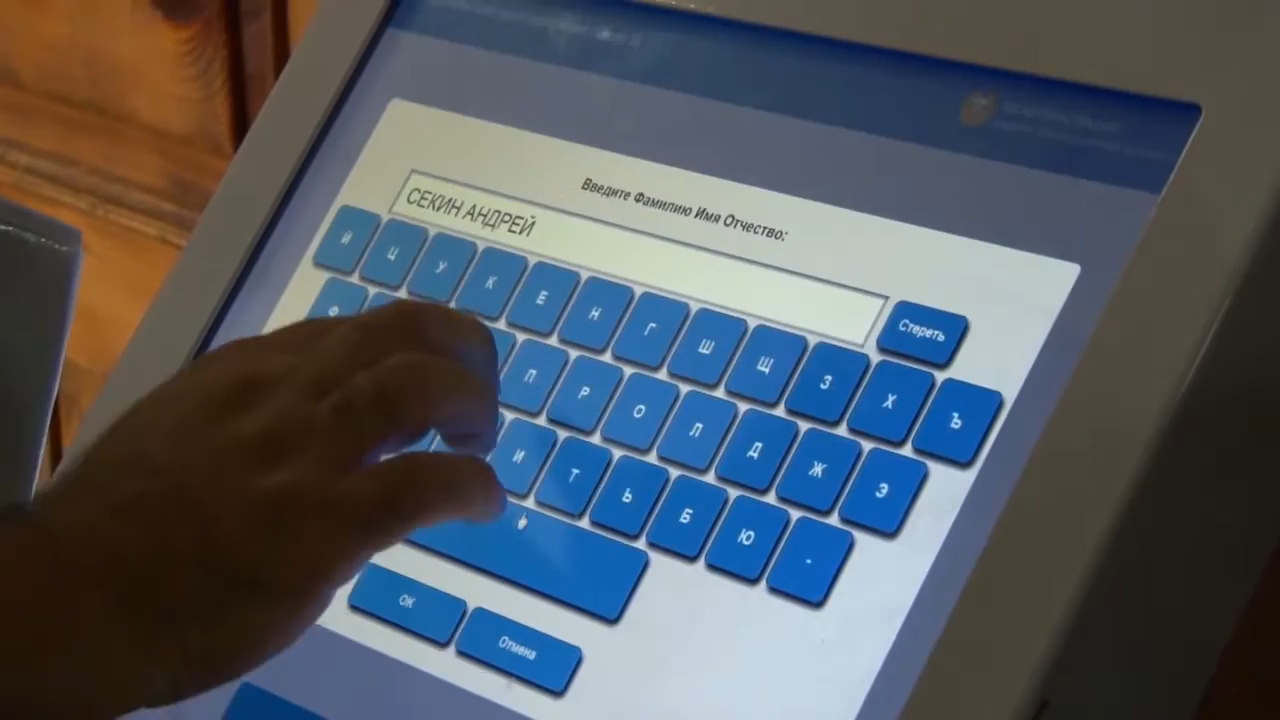 Введите Фамилию Имя Отчество:
СЕКИН АНДРЕЙ
Стереть
Й Ц У К Е Н Г Ш Щ З Х Ъ
Ф П Р О Л Д Ж Э
И Т Ь Б Ю -
ОК Отмена